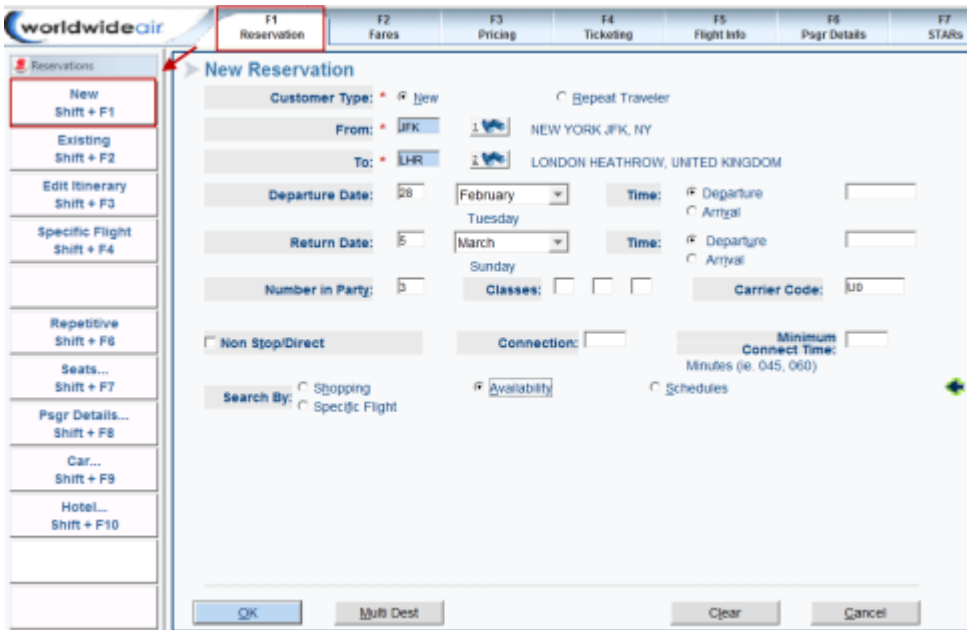 worldwideair
F1 F2 F3 F4 F5 F6 F7
Reservation Fares Pricing Ticketing Flight Info Psgr Details STARs
Reservations
New
Shift + F1
Existing
Shift + F2
Edit Itinerary
Shift + F3
Specific Flight
Shift + F4
Repetitive
Shift + F6
Seats...
Shift + F7
Psgr Details...
Shift + F8
Car...
Shift + F9
Hotel...
Shift + F10
New Reservation
Customer Type: * New Repeat Traveler
From: * JFK 1 NEW YORK JFK, NY
To: * LHR 2 LONDON HEATHROW, UNITED KINGDOM
Departure Date: 28 February Time: Departure
Tuesday Arrival
Return Date: 5 March Time: Departure
Sunday Arrival
Number in Party: 3 Classes: Carrier Code:
Non Stop/Direct Connection: Minimum
Connect Time:
Minutes (ie. 045, 060)
Search By: Shopping Availability Schedules
Specific Flight
OK Multi Dest Clear Cancel